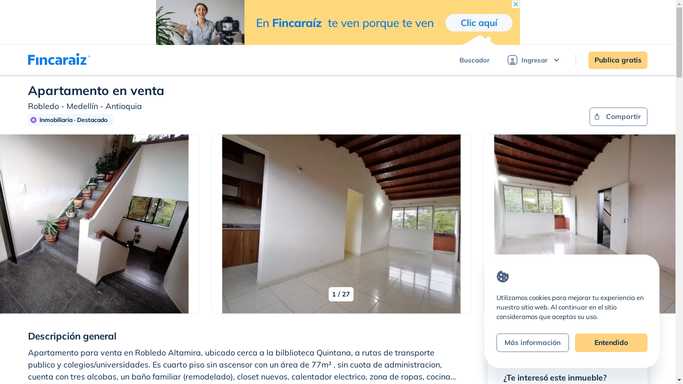 En Fincaraíz te ven porque te ven
Clic aquí
Fıncaraíz
Buscador
Ingresar
Publica gratis
Apartamento en venta
Robledo - Medellín - Antioquia
Inmobiliaria · Destacado
Compartir
1 / 27
Utilizamos cookies para mejorar tu experiencia en
nuestro sitio web. Al continuar en el sitio
consideramos que aceptas su uso.
Más información
Entendido
Descripción general
Apartamento para venta en Robledo Altamira, ubicado cerca a la bilblioteca Quintana, a rutas de transporte
publico y colegios/universidades. Es cuarto piso sin ascensor con un área de 77m² , sin cuota de administracion,
cuenta con tres alcobas, un baño familiar (remodelado), closet nuevos, calentador electrico, zona de ropas, cocina...
¿Te interesó este inmueble?